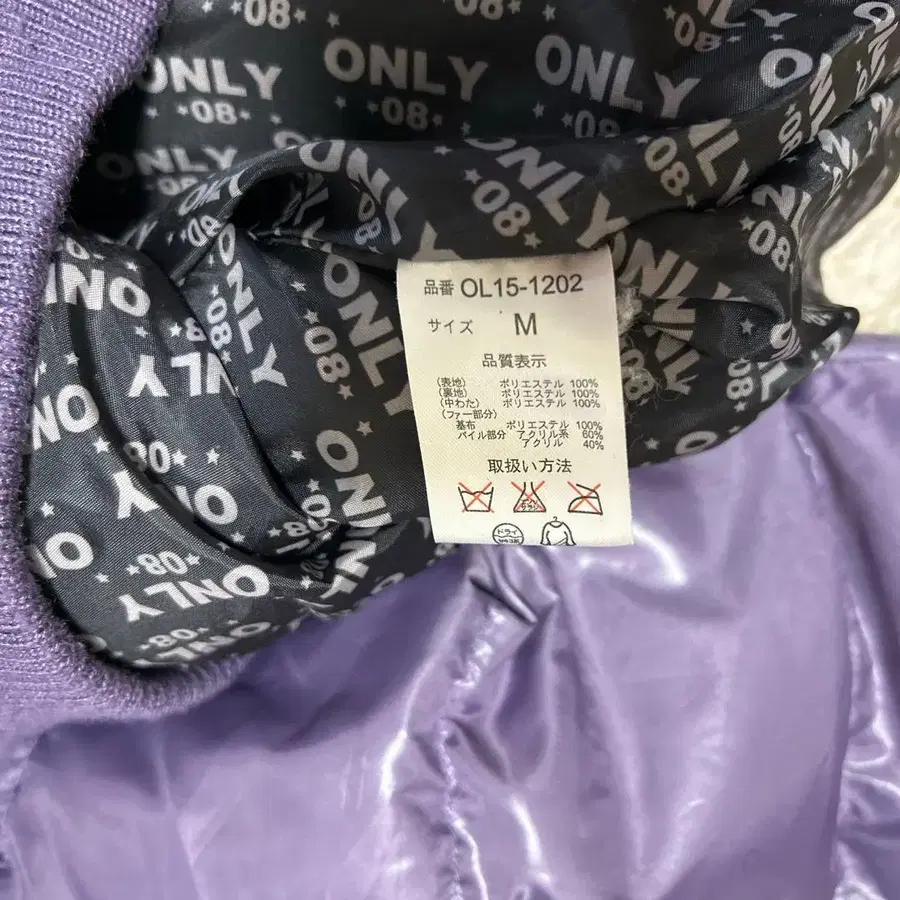 ONLY
★08★
品番 OL15-1202
サイズ M
品質表示
(表地) ポリエステル 100%
(裏地) ポリエステル 100%
(中わた) ポリエステル 100%
(ファー部分)
基布 ポリエステル 100%
パイル部分 アクリル系 60%
アクリル 40%
取扱い方法
ドライ